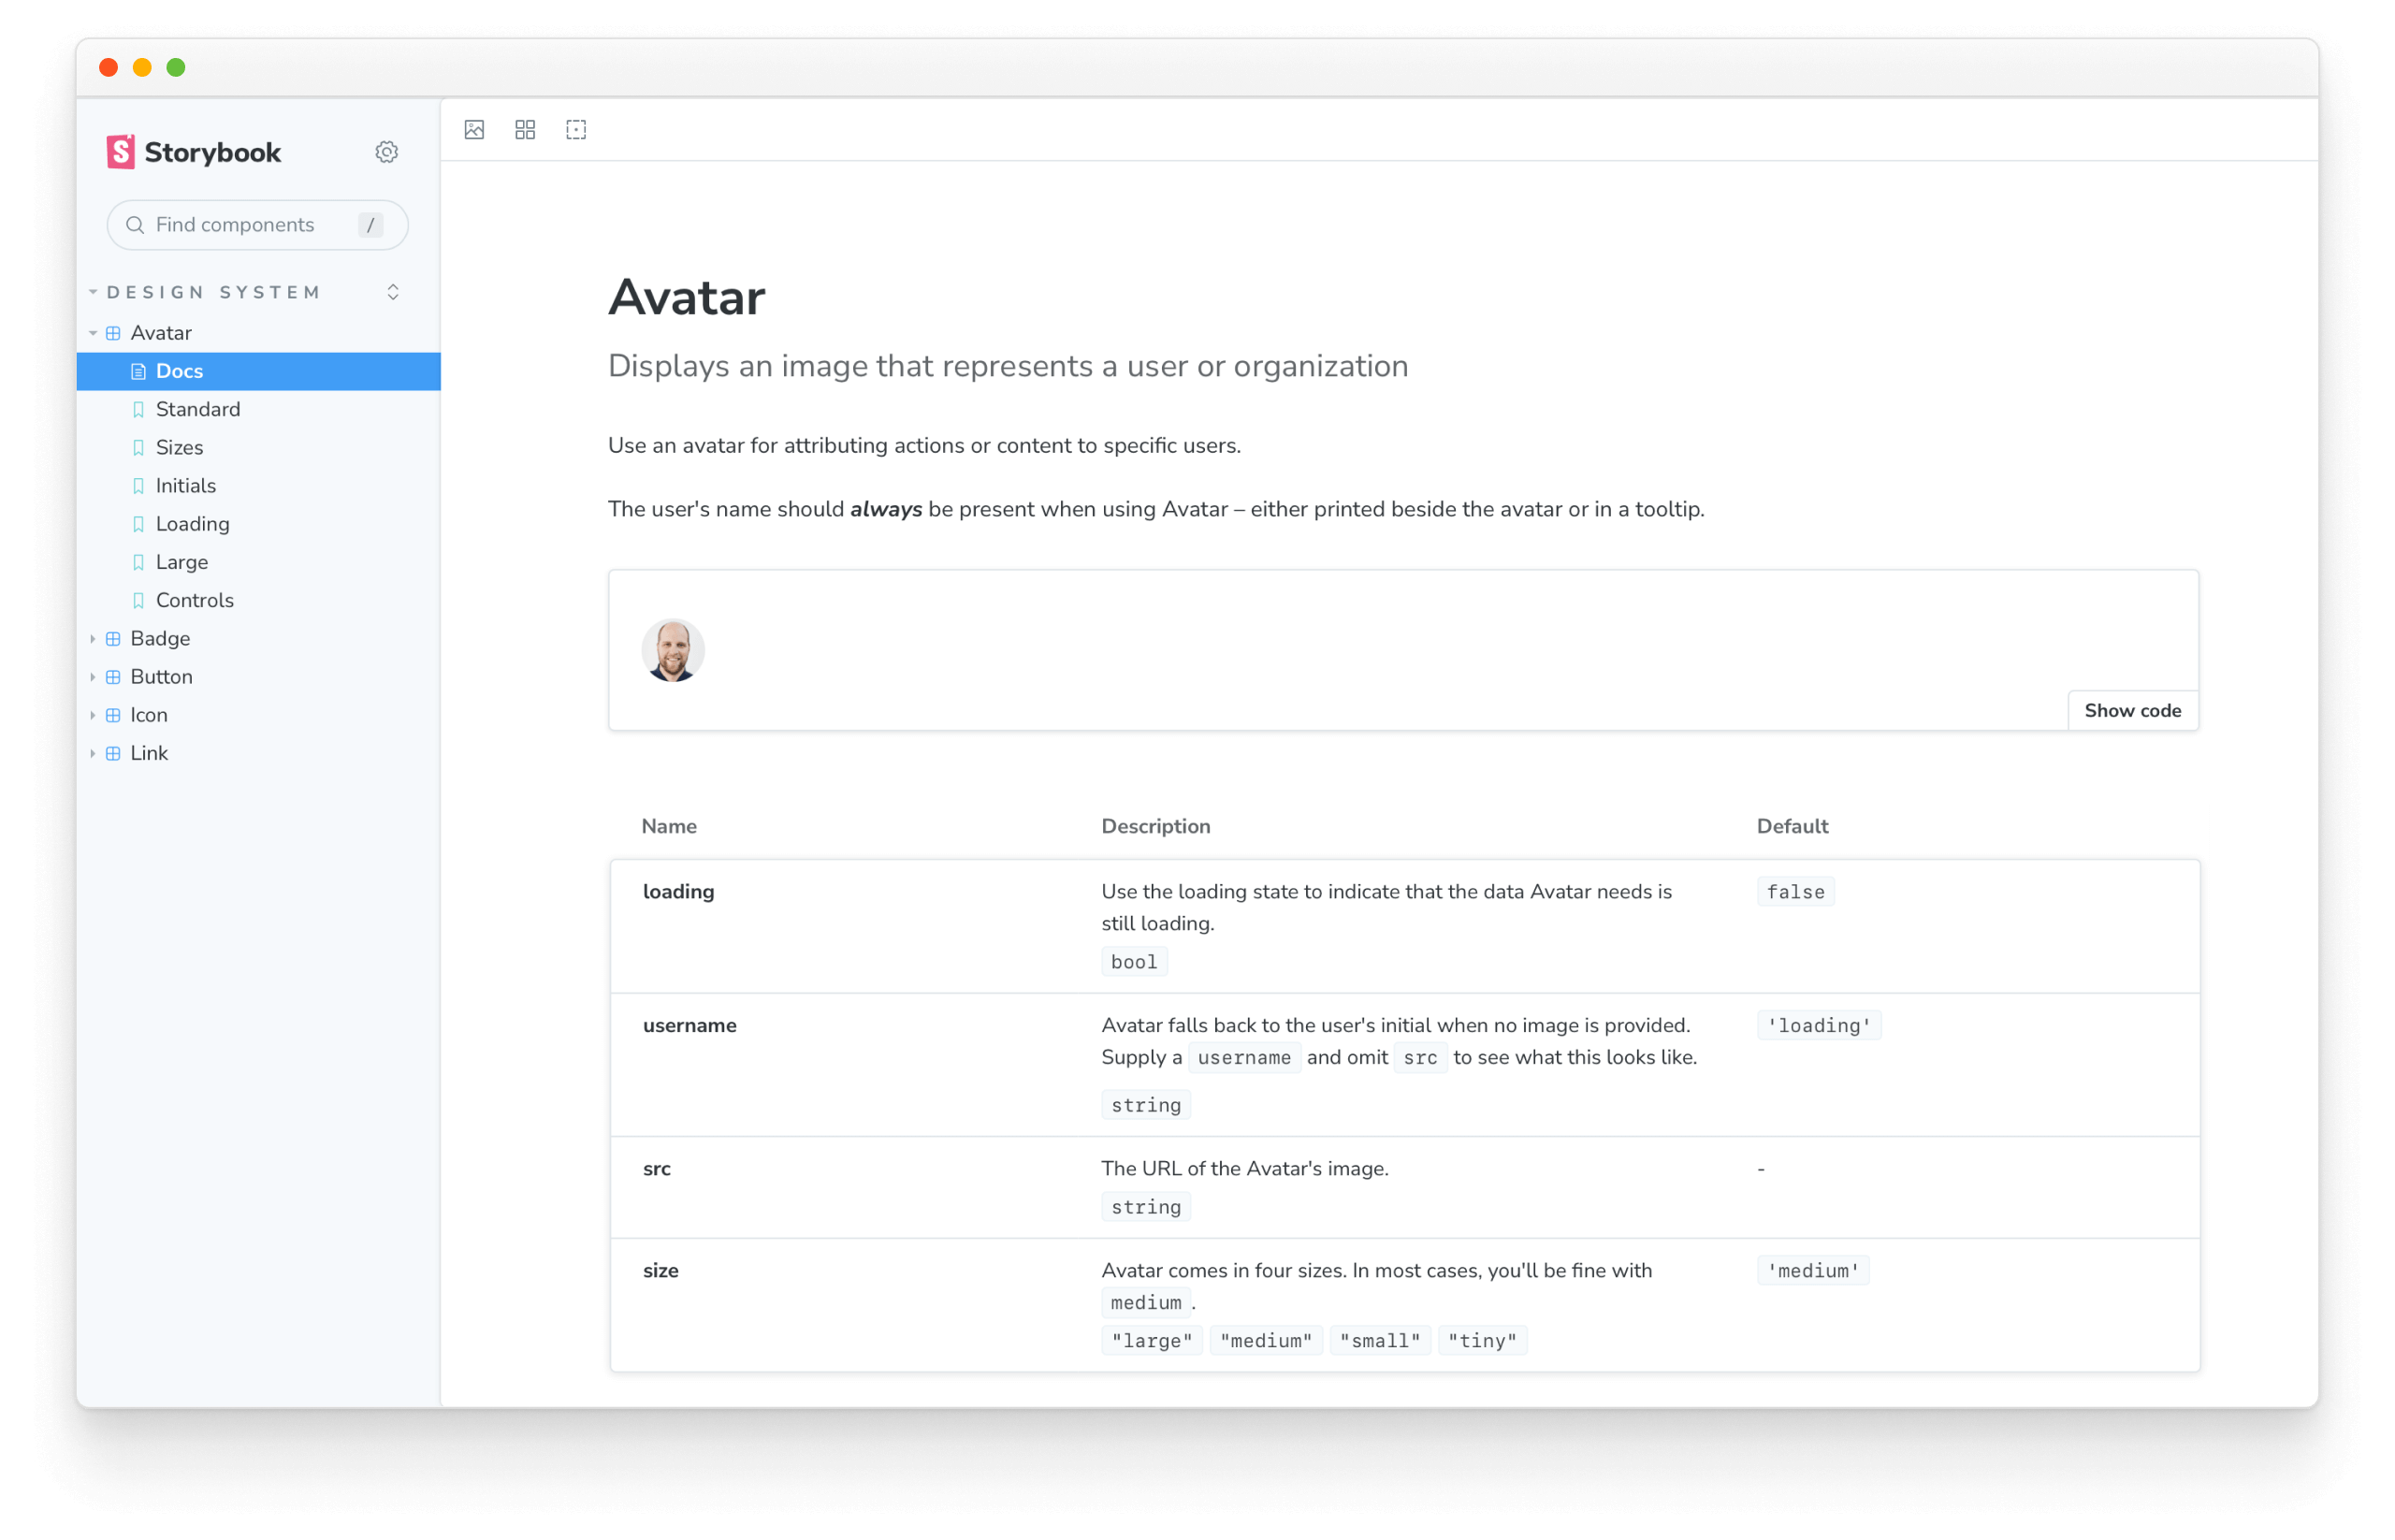 Storybook
Find components /
DESIGN SYSTEM
Avatar
Docs
Standard
Sizes
Initials
Loading
Large
Controls
Badge
Button
Icon
Link
Avatar
Displays an image that represents a user or organization
Use an avatar for attributing actions or content to specific users.
The user's name should always be present when using Avatar – either printed beside the avatar or in a tooltip.
Show code
Name Description Default
loading Use the loading state to indicate that the data Avatar needs is false
still loading.
bool
username Avatar falls back to the user's initial when no image is provided. 'loading'
Supply a username and omit src to see what this looks like.
string
src The URL of the Avatar's image. -
string
size Avatar comes in four sizes. In most cases, you'll be fine with 'medium'
medium .
"large" "medium" "small" "tiny"